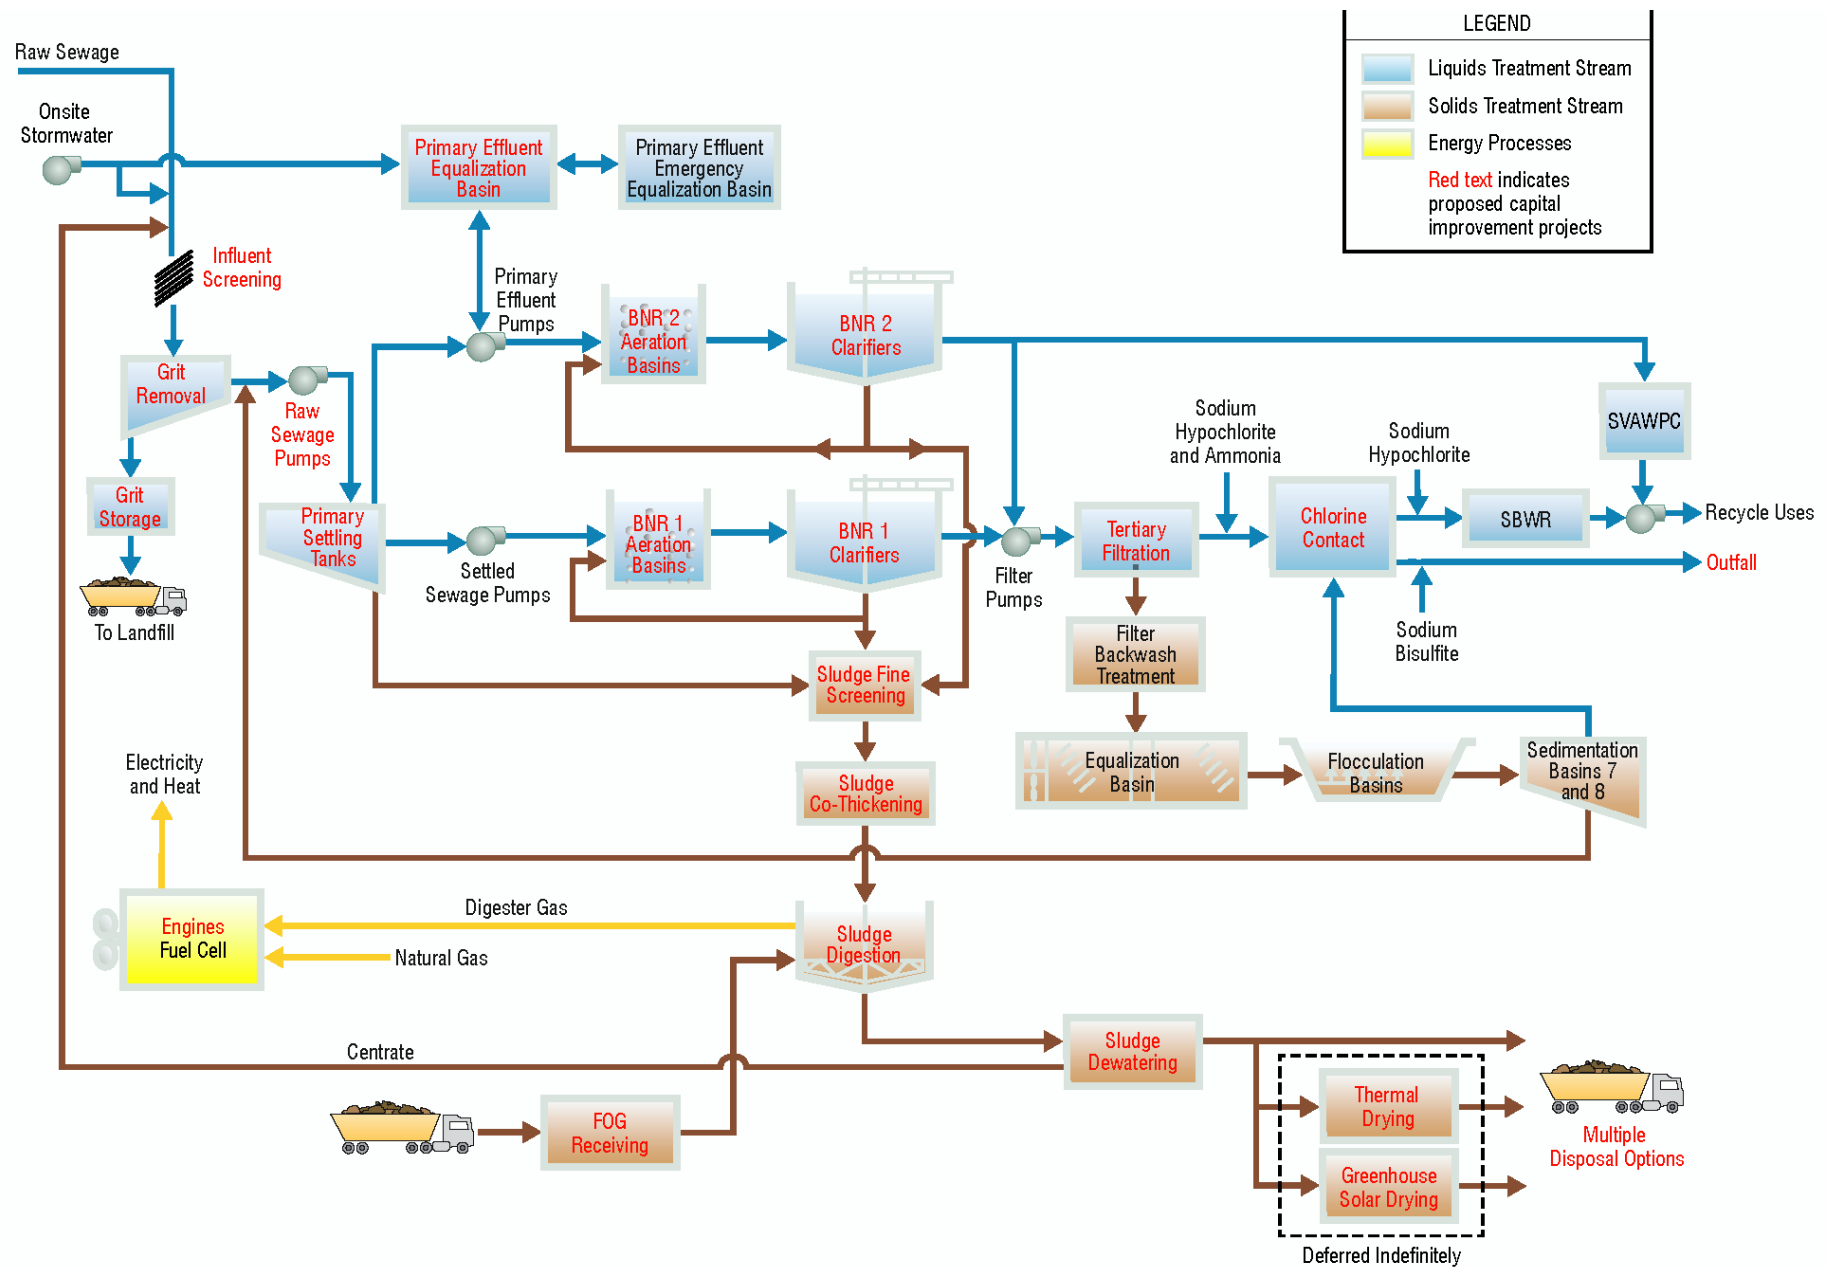 LEGEND
Liquids Treatment Stream
Solids Treatment Stream
Energy Processes
Red text indicates
proposed capital
improvement projects
Raw Sewage
Onsite
Stormwater
Primary Effluent
Equalization
Basin
Primary Effluent
Emergency
Equalization Basin
Influent
Screening
Primary
Effluent
Pumps
BNR 2
Aeration
Basins
BNR 2
Clarifiers
Grit
Removal
Raw
Sewage
Pumps
SVAWPC
Sodium
Hypochlorite
and Ammonia
Sodium
Hypochlorite
Grit
Storage
Primary
Settling
Tanks
Settled
Sewage Pumps
BNR 1
Aeration
Basins
BNR 1
Clarifiers
Filter
Pumps
Tertiary
Filtration
Chlorine
Contact
SBWR
Recycle Uses
Outfall
To Landfill
Sodium
Bisulfite
Filter
Backwash
Treatment
Sludge Fine
Screening
Electricity
and Heat
Sludge
Co-Thickening
Equalization
Basin
Flocculation
Basins
Sedimentation
Basins 7
and 8
Engines
Fuel Cell
Digester Gas
Natural Gas
Sludge
Digestion
Centrate
Sludge
Dewatering
FOG
Receiving
Thermal
Drying
Greenhouse
Solar Drying
Multiple
Disposal Options
Deferred Indefinitely